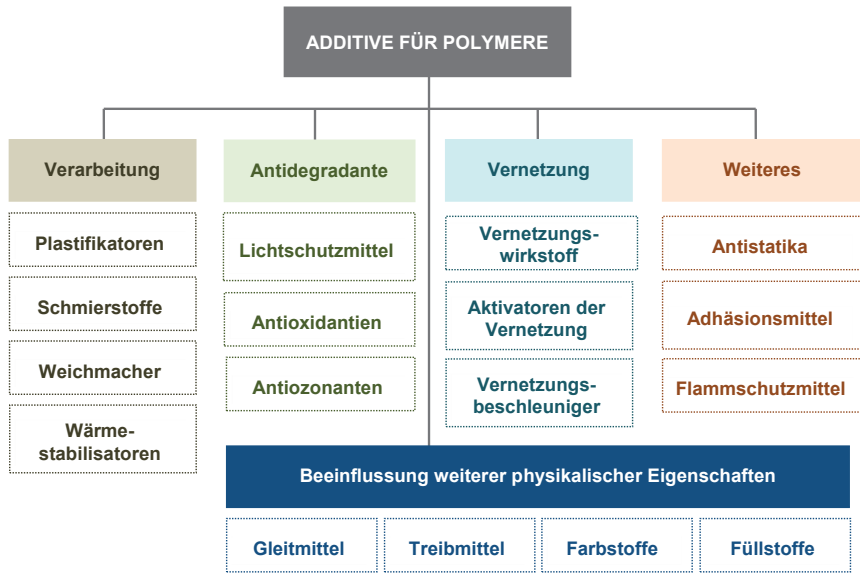 ADDITIVE FÜR POLYMERE
Verarbeitung
Plastifikatoren
Schmierstoffe
Weichmacher
Wärme-
stabilisatoren
Antidegradante
Lichtschutzmittel
Antioxidantien
Antiozonanten
Vernetzung
Vernetzungs-
wirkstoff
Aktivatoren der
Vernetzung
Vernetzungs-
beschleuniger
Weiteres
Antistatika
Adhäsionsmittel
Flammschutzmittel
Beeinflussung weiterer physikalischer Eigenschaften
Gleitmittel
Treibmittel
Farbstoffe
Füllstoffe